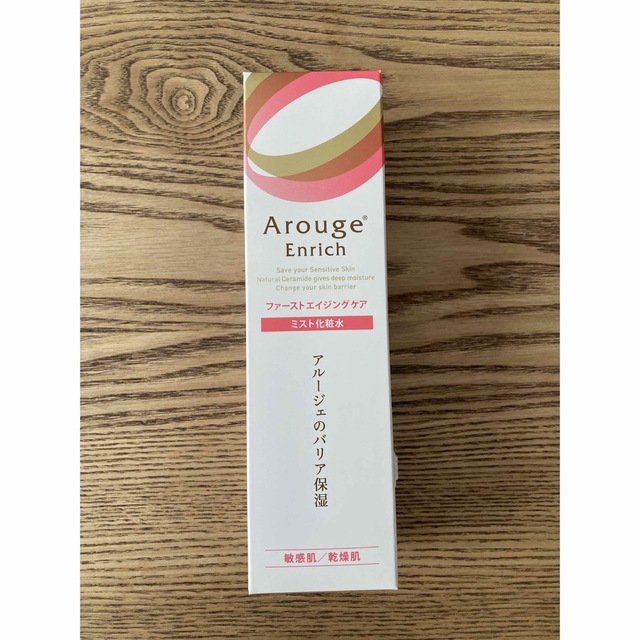 Arouge®
Enrich
Save your Sensitive Skin
Natural Ceramide gives deep moisture
Change your skin barrier
ファーストエイジングケア
ミスト化粧水
アルージェのバリア保湿
敏感肌/乾燥肌